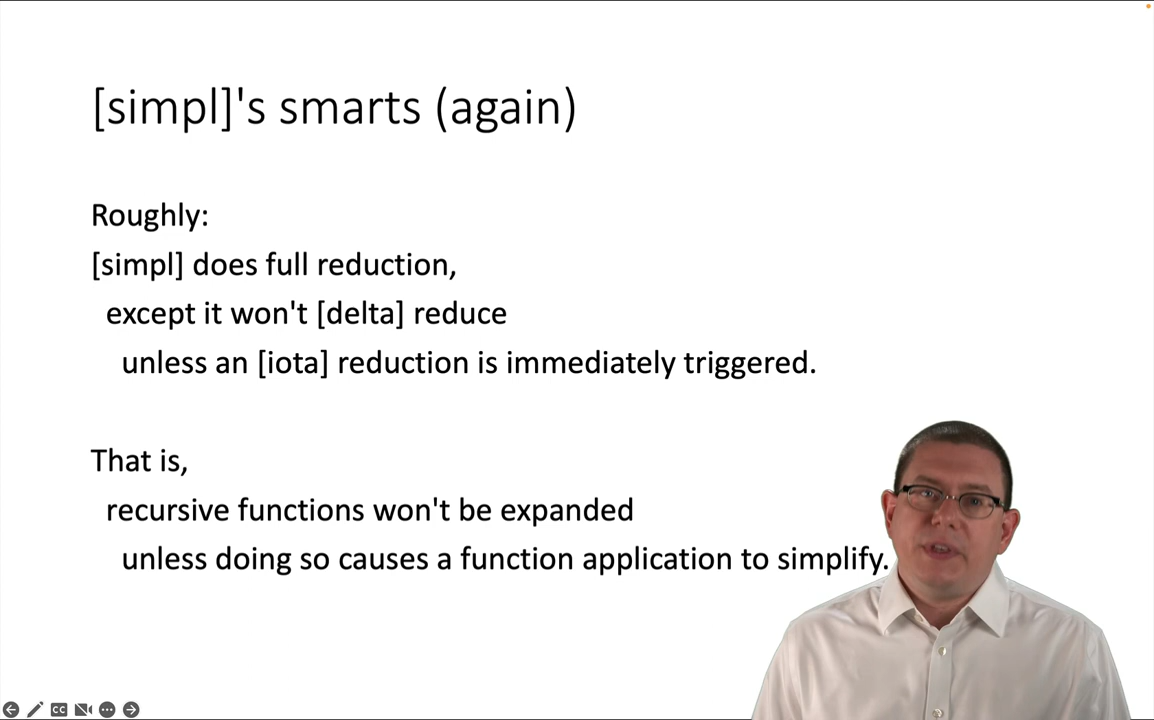 [simpl]'s smarts (again)
Roughly:
[simpl] does full reduction,
except it won't [delta] reduce
unless an [iota] reduction is immediately triggered.
That is,
recursive functions won't be expanded
unless doing so causes a function application to simplify.
CC